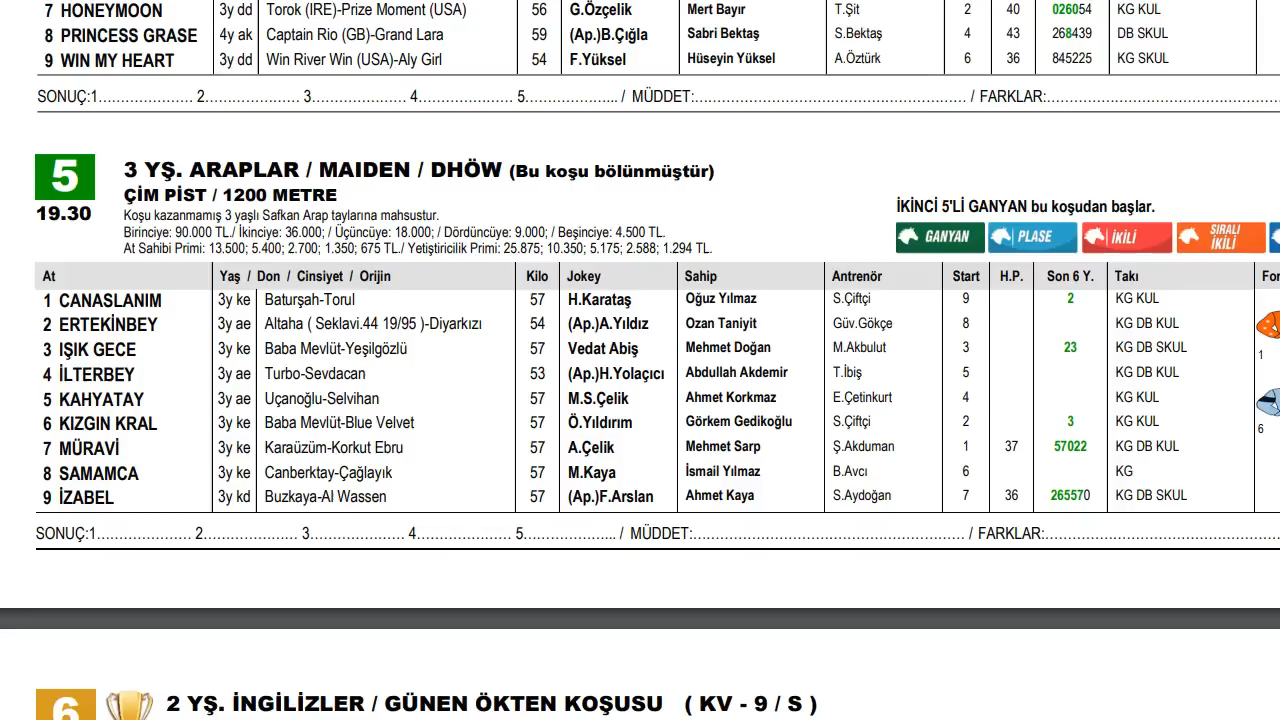 7 HONEYMOON 3y dd Torok (IRE)-Prize Moment (USA) 56 G.Özçelik Mert Bayır T.Şit 2 40 026054 KG KUL
8 PRINCESS GRASE 4y ak Captain Rio (GB)-Grand Lara 59 (Ap.)B.Çığla Sabri Bektaş S.Bektaş 4 43 268439 DB SKUL
9 WIN MY HEART 3y dd Win River Win (USA)-Aly Girl 54 F.Yüksel Hüseyin Yüksel A.Öztürk 6 36 845225 KG SKUL
SONUÇ:1..................... 2..................... 3..................... 4..................... 5..................... / MÜDDET:............................................................. / FARKLAR:.....................................................
5 3 YŞ. ARAPLAR / MAIDEN / DHÖW (Bu koşu bölünmüştür)
ÇİM PİST / 1200 METRE
19.30 Koşu kazanmamış 3 yaşlı Safkan Arap taylarına mahsustur.
Birinciye: 90.000 TL./ İkinciye: 36.000; / Üçüncüye: 18.000; / Dördüncüye: 9.000; / Beşinciye: 4.500 TL.
At Sahibi Primi: 13.500; 5.400; 2.700; 1.350; 675 TL./ Yetiştiricilik Primi: 25.875; 10.350; 5.175; 2.588; 1.294 TL.
İKİNCİ 5'Lİ GANYAN bu koşudan başlar.
GANYAN PLASE İKİLİ SIRALI İKİLİ
At Yaş / Don / Cinsiyet / Orijin Kilo Jokey Sahip Antrenör Start H.P. Son 6 Y. Takı For
1 CANASLANIM 3y ke Baturşah-Torul 57 H.Karataş Oğuz Yılmaz S.Çiftçi 9 2 KG KUL
2 ERTEKİNBEY 3y ae Altaha ( Seklavi.44 19/95 )-Diyarkızı 54 (Ap.)A.Yıldız Ozan Taniyit Güv.Gökçe 8 KG DB KUL
3 IŞIK GECE 3y ke Baba Mevlüt-Yeşilgözlü 57 Vedat Abiş Mehmet Doğan M.Akbulut 3 23 KG DB SKUL
1
4 İLTERBEY 3y ae Turbo-Sevdacan 53 (Ap.)H.Yolaçıcı Abdullah Akdemir T.İbiş 5 KG DB KUL
5 KAHYATAY 3y ae Uçanoğlu-Selvihan 57 M.S.Çelik Ahmet Korkmaz E.Çetinkurt 4 KG KUL
6 KIZGIN KRAL 3y ke Baba Mevlüt-Blue Velvet 57 Ö.Yıldırım Görkem Gedikoğlu S.Çiftçi 2 3 KG KUL
6
7 MÜRAVİ 3y ke Karaüzüm-Korkut Ebru 57 A.Çelik Mehmet Sarp Ş.Akduman 1 37 57022 KG DB KUL
8 SAMAMCA 3y ke Canberktay-Çağlayık 57 M.Kaya İsmail Yılmaz B.Avcı 6 KG
9 İZABEL 3y kd Buzkaya-Al Wassen 57 (Ap.)F.Arslan Ahmet Kaya S.Aydoğan 7 36 265570 KG DB SKUL
SONUÇ:1..................... 2..................... 3..................... 4..................... 5..................... / MÜDDET:............................................................. / FARKLAR:.....................................................
6 2 YŞ. İNGİLİZLER / GÜNEN ÖKTEN KOŞUSU ( KV - 9 / S )